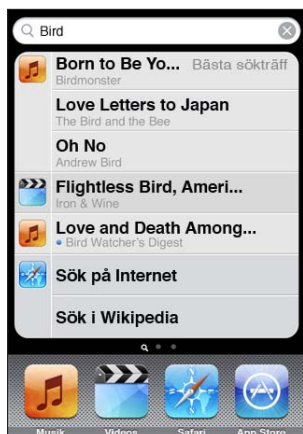 Bird
Born to Be Yo... Bästa sökträff
Birdmonster
Love Letters to Japan
The Bird and the Bee
Oh No
Andrew Bird
Flightless Bird, Ameri...
Iron & Wine
Love and Death Among...
Bird Watcher's Digest
Sök på Internet
Sök i Wikipedia
Musik Videos Safari App Store